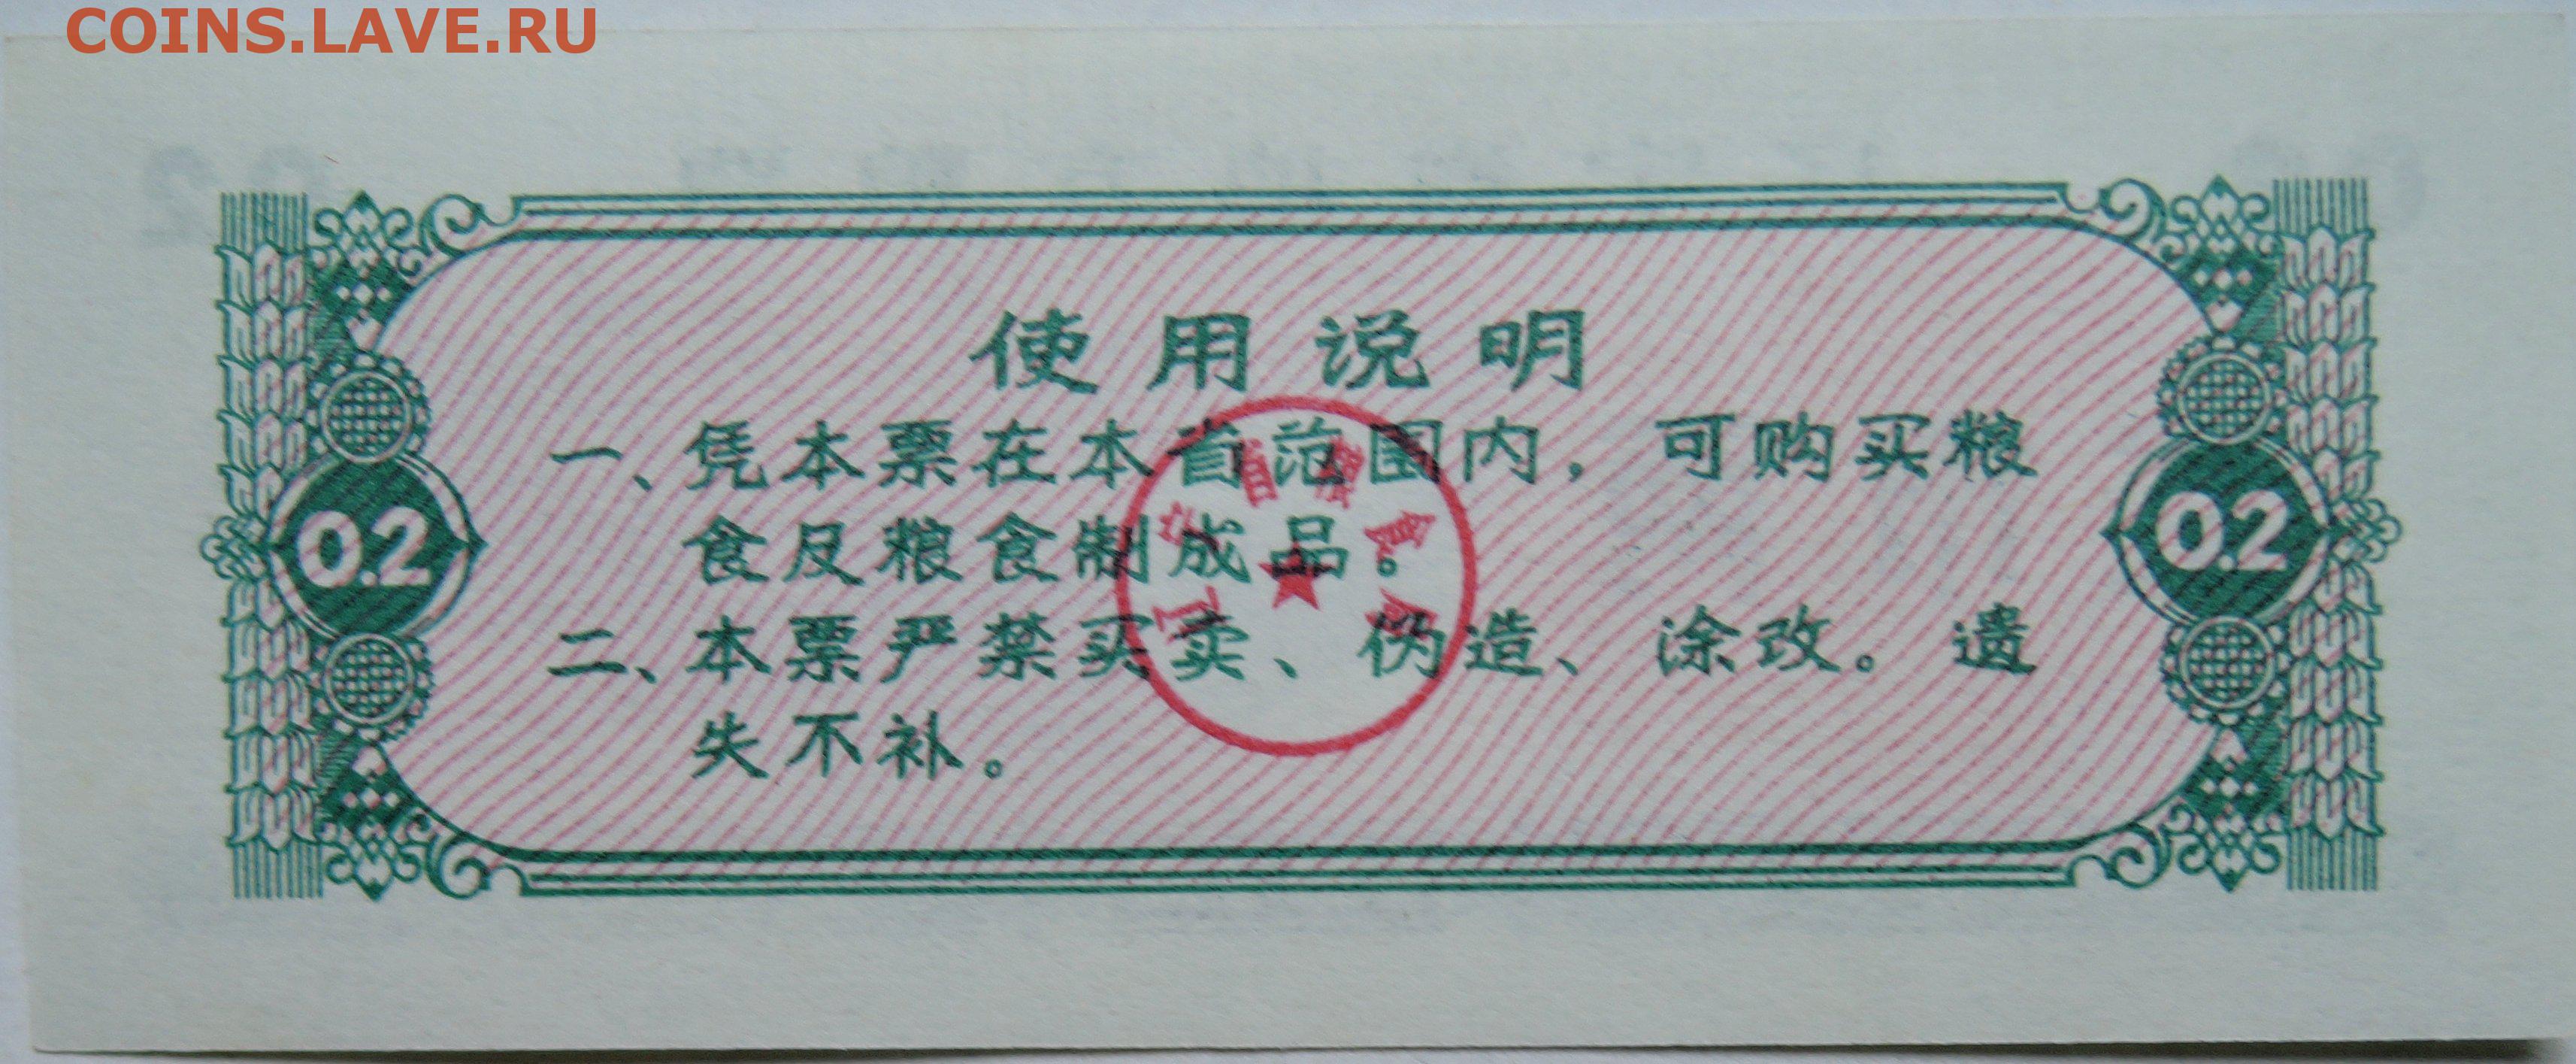 COINS.LAVE.RU
使用说明
一、凭本票在本省范围内，可购买粮
食及粮食制成品。
二、本票严禁买卖、伪造、涂改。遗
失不补。
0.2
0.2